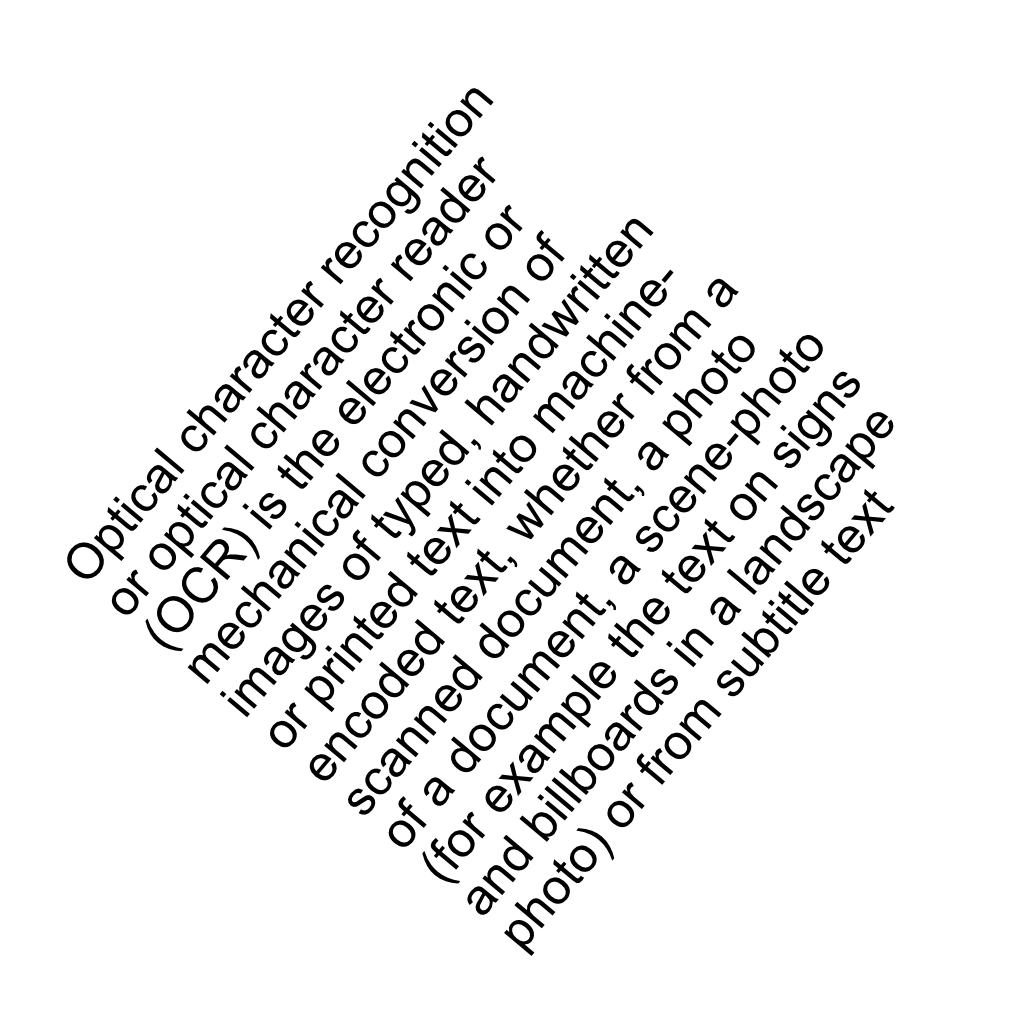 Optical character recognition
or optical character reader
(OCR) is the electronic or
mechanical conversion of
images of typed, handwritten
or printed text into machine-
encoded text, whether from a
scanned document, a photo
of a document, a scene-photo
(for example the text on signs
and billboards in a landscape
photo) or from subtitle text